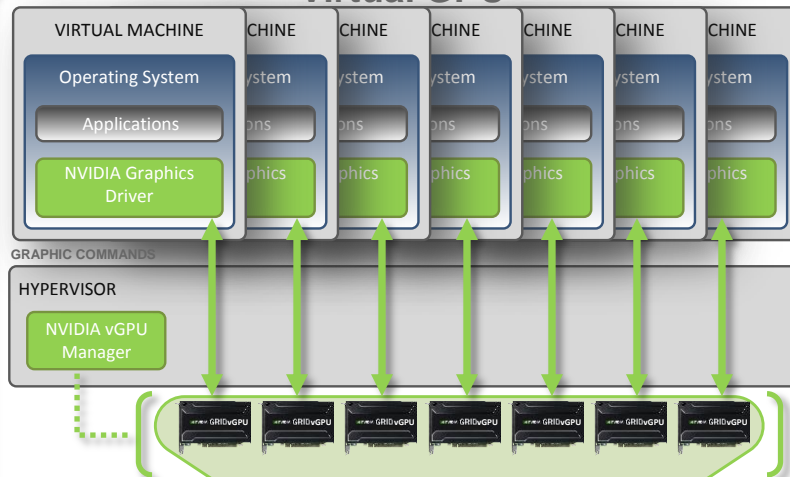 Virtual GPU
VIRTUAL MACHINE
CHINE
CHINE
CHINE
CHINE
CHINE
CHINE
Operating System
ystem
ystem
ystem
ystem
ystem
ystem
Applications
ons
ons
ons
ons
ons
ons
NVIDIA Graphics
Driver
phics
phics
phics
phics
phics
phics
GRAPHIC COMMANDS
HYPERVISOR
NVIDIA vGPU
Manager
GRIDvGPU
GRIDvGPU
GRIDvGPU
GRIDvGPU
GRIDvGPU
GRIDvGPU
GRIDvGPU